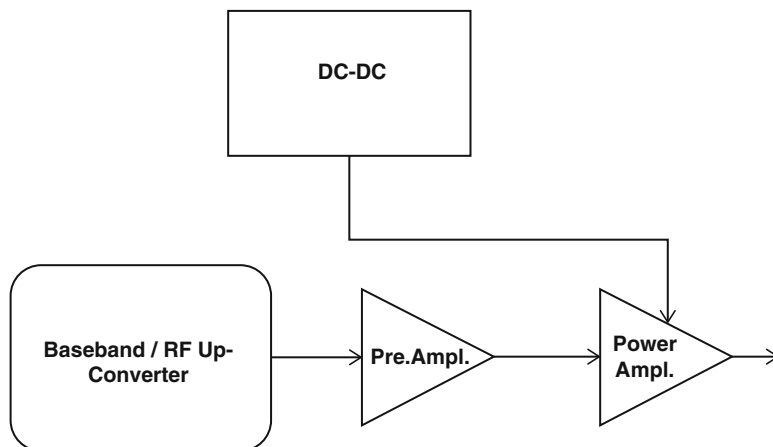 DC-DC
Baseband / RF Up-
Converter
Pre.Ampl.
Power
Ampl.